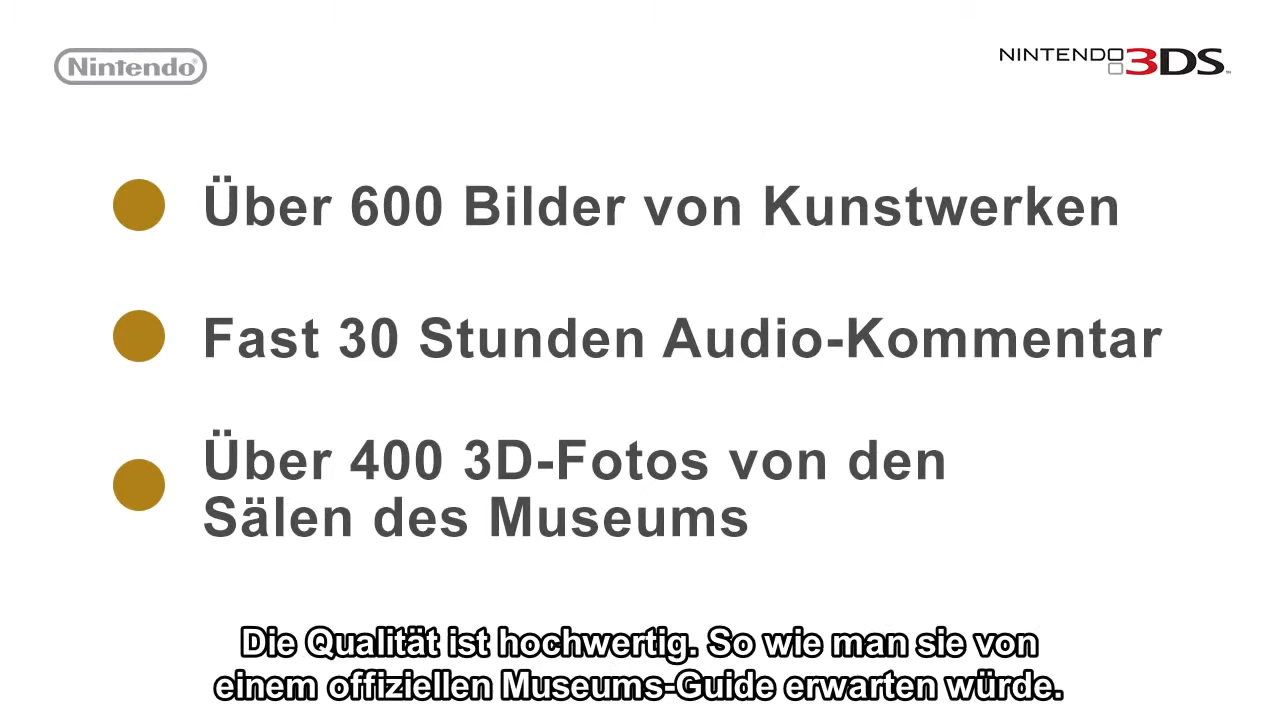 Nintendo
NINTENDO 3DS
Über 600 Bilder von Kunstwerken
Fast 30 Stunden Audio-Kommentar
Über 400 3D-Fotos von den
Sälen des Museums
Die Qualität ist hochwertig. So wie man sie von
einem offiziellen Museums-Guide erwarten würde.